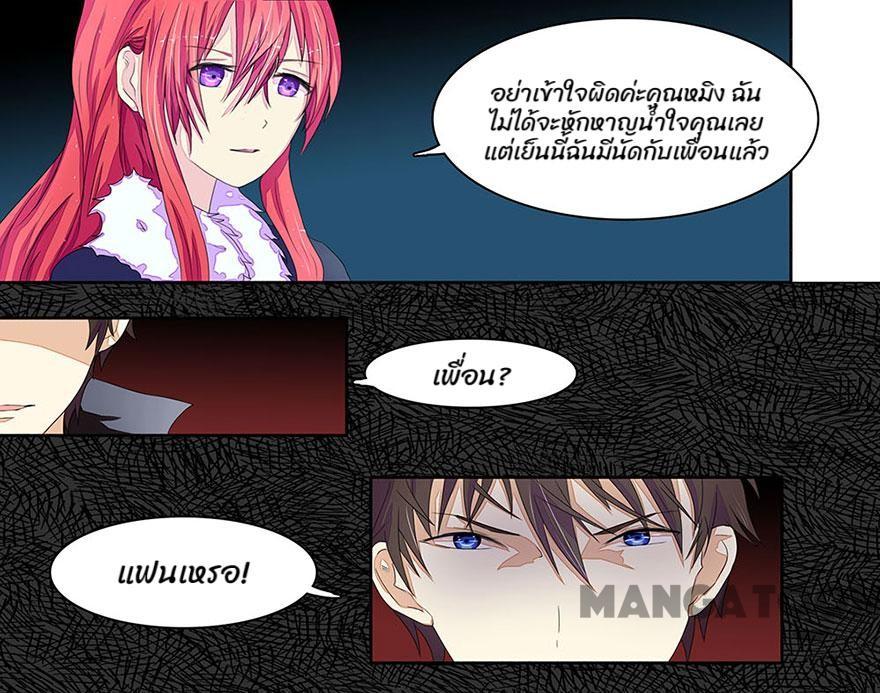 อย่าเข้าใจผิดค่ะคุณหมิง ฉัน
ไม่ได้จะหักหาญน้ำใจคุณเลย
แต่เย็นนี้ฉันมีนัดกับเพื่อนแล้ว
เพื่อน?
แฟนเหรอ!
MANGAT